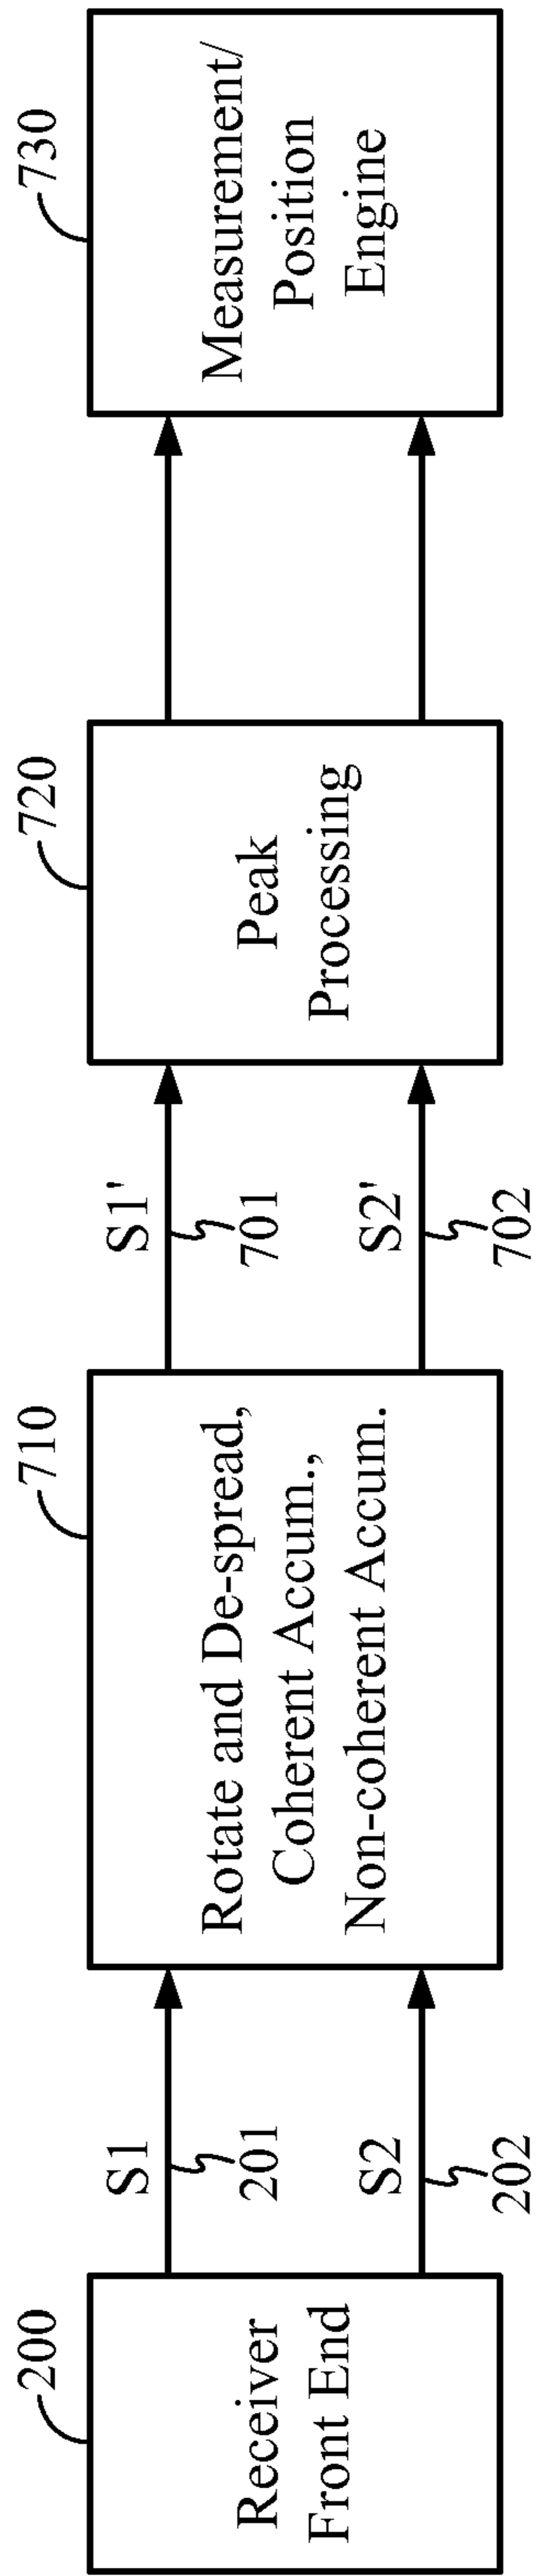 200
Receiver
Front End
S1
201
S2
202
710
Rotate and De-spread,
Coherent Accum.,
Non-coherent Accum.
S1'
701
S2'
702
720
Peak
Processing
730
Measurement/
Position
Engine